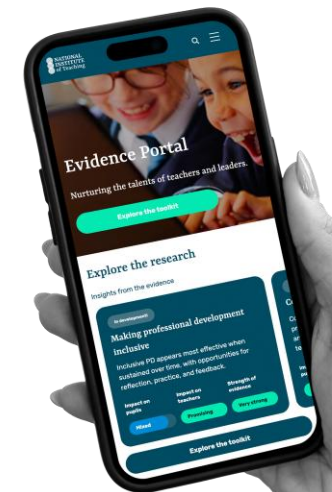 NATIONAL
INSTITUTE
of Teaching
Evidence Portal
Nurturing the talents of teachers and leaders.
Explore the toolkit
Explore the research
Insights from the evidence
In development
Making professional development
inclusive
Inclusive PD appears most effective when
sustained over time, with opportunities for
reflection, practice, and feedback.
Impact on
pupils
Mixed
Impact on
teachers
Promising
Strength of
evidence
Very strong
Explore the toolkit